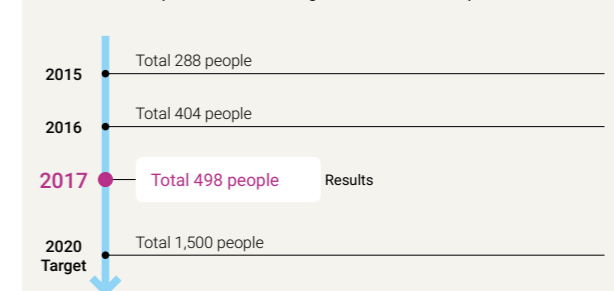 Total 288 people
2015
Total 404 people
2016
2017
Total 498 people
Results
Total 1,500 people
2020
Target